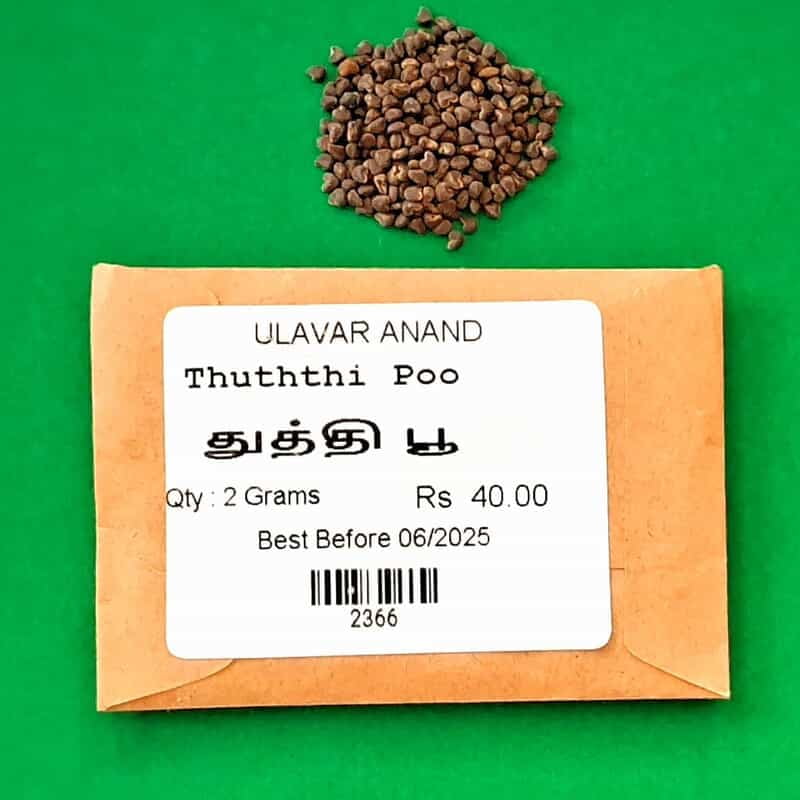 ULAVAR ANAND
Thuththi Poo
துத்தி பூ
Qty : 2 Grams Rs 40.00
Best Before 06/2025
2366